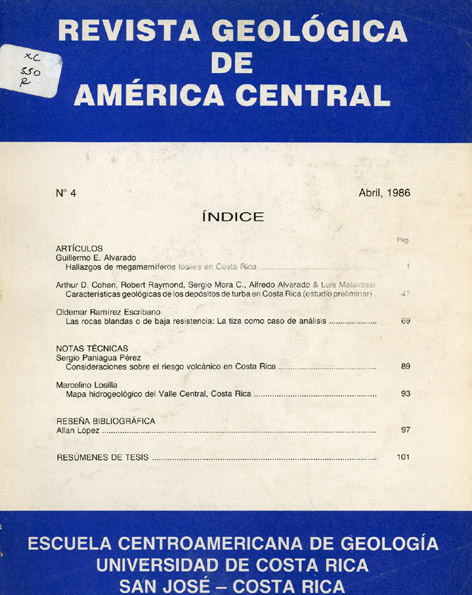 REVISTA GEOLÓGICA
DE
AMÉRICA CENTRAL
XC
550
R
N° 4 Abril, 1986
ÍNDICE
Pág.
ARTÍCULOS
Guillermo E. Alvarado
Hallazgos de megamamíferos fósiles en Costa Rica ........ 1
Arthur D. Cohen, Robert Raymond, Sergio Mora C., Alfredo Alvarado & Luis Malavassi
Características geológicas de los depósitos de turba en Costa Rica (estudio preliminar) . 47
Oldemar Ramírez Escribano
Las rocas blandas o de baja resistencia: La tiza como caso de análisis ........ 69
NOTAS TÉCNICAS
Sergio Paniagua Pérez
Consideraciones sobre el riesgo volcánico en Costa Rica ........ 89
Marcelino Losilla
Mapa hidrogeológico del Valle Central, Costa Rica ........ 93
RESEÑA BIBLIOGRÁFICA
Allan López ........ 97
RESÚMENES DE TESIS ........ 101
ESCUELA CENTROAMERICANA DE GEOLOGÍA
UNIVERSIDAD DE COSTA RICA
SAN JOSÉ – COSTA RICA